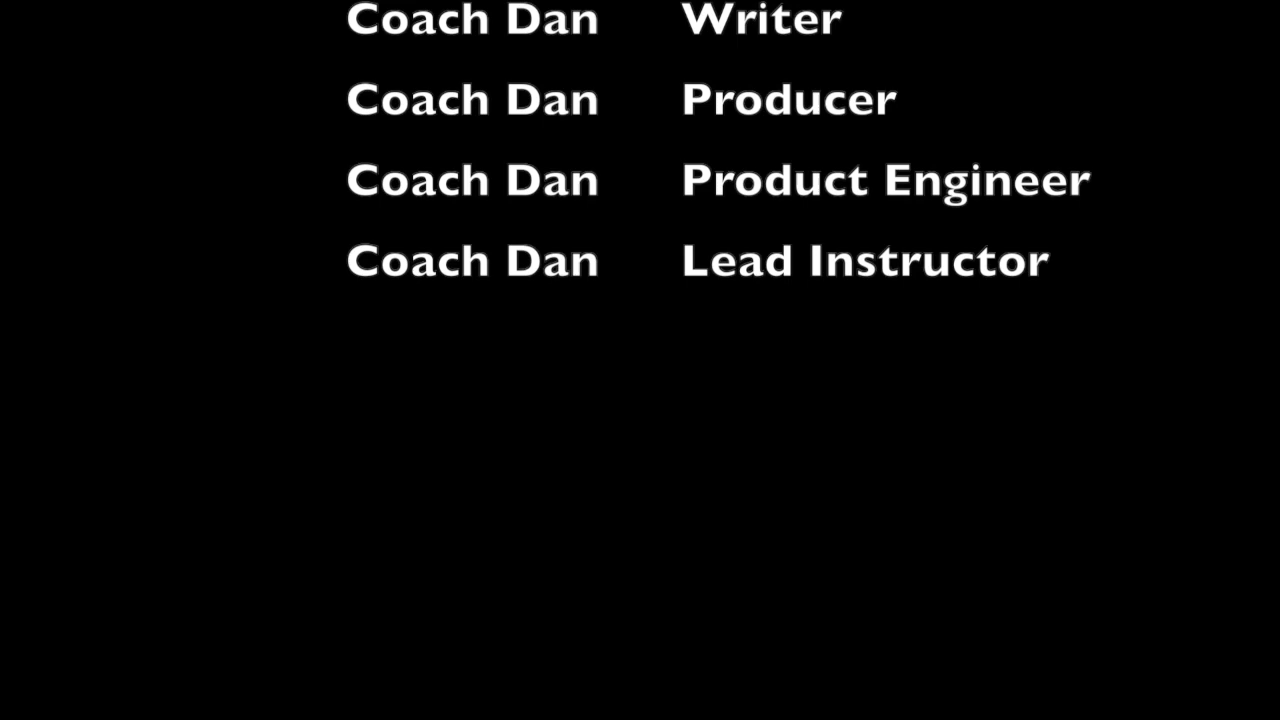 Coach Dan Writer
Coach Dan Producer
Coach Dan Product Engineer
Coach Dan Lead Instructor